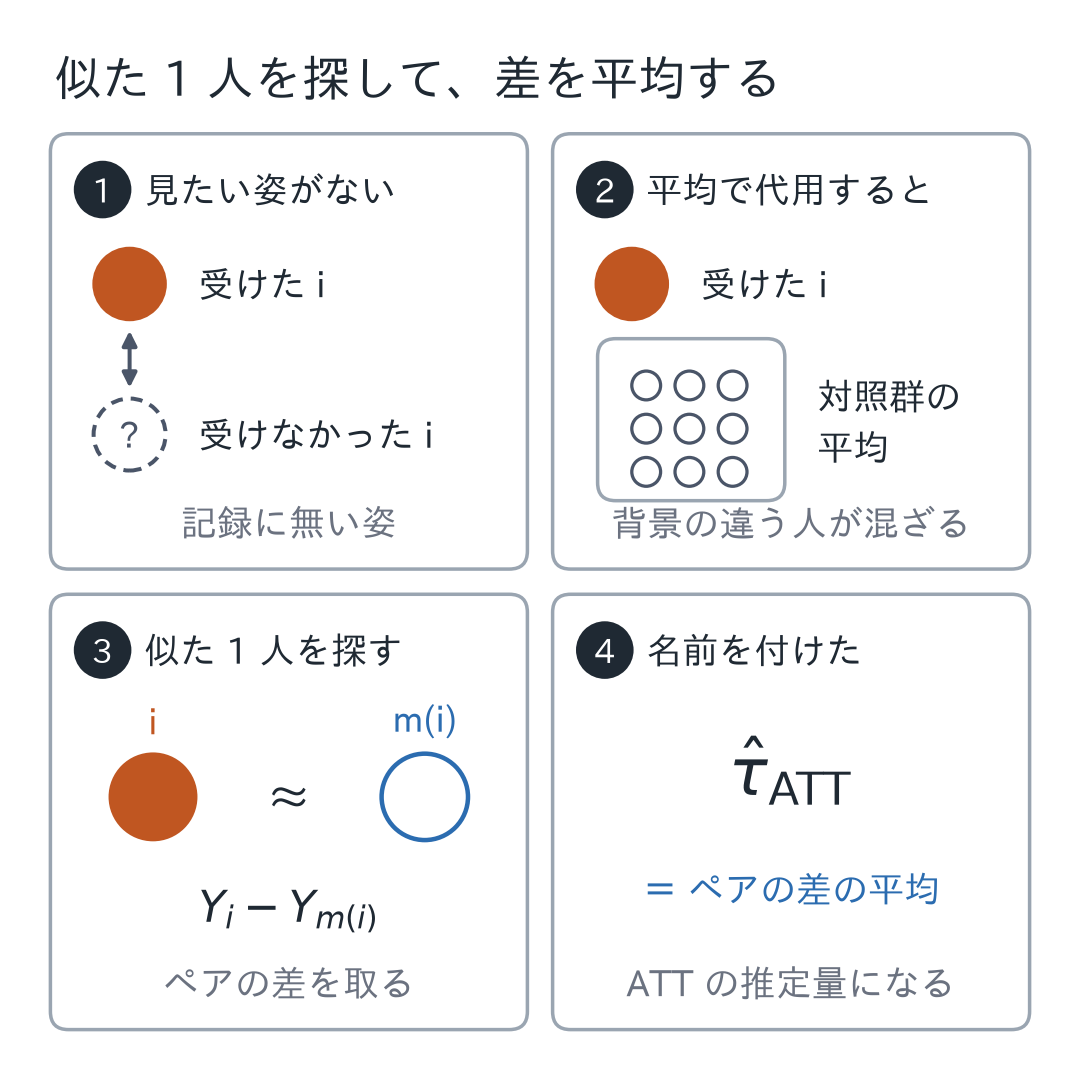 似た 1 人を探して、差を平均する
1 見たい姿がない
受けた i
?
受けなかった i
記録に無い姿
2 平均で代用すると
受けた i
対照群の
平均
背景の違う人が混ざる
3 似た 1 人を探す
i
m(i)
≈
Y_i − Y_{m(i)}
ペアの差を取る
4 名前を付けた
τ̂_ATT
= ペアの差の平均
ATT の推定量になる